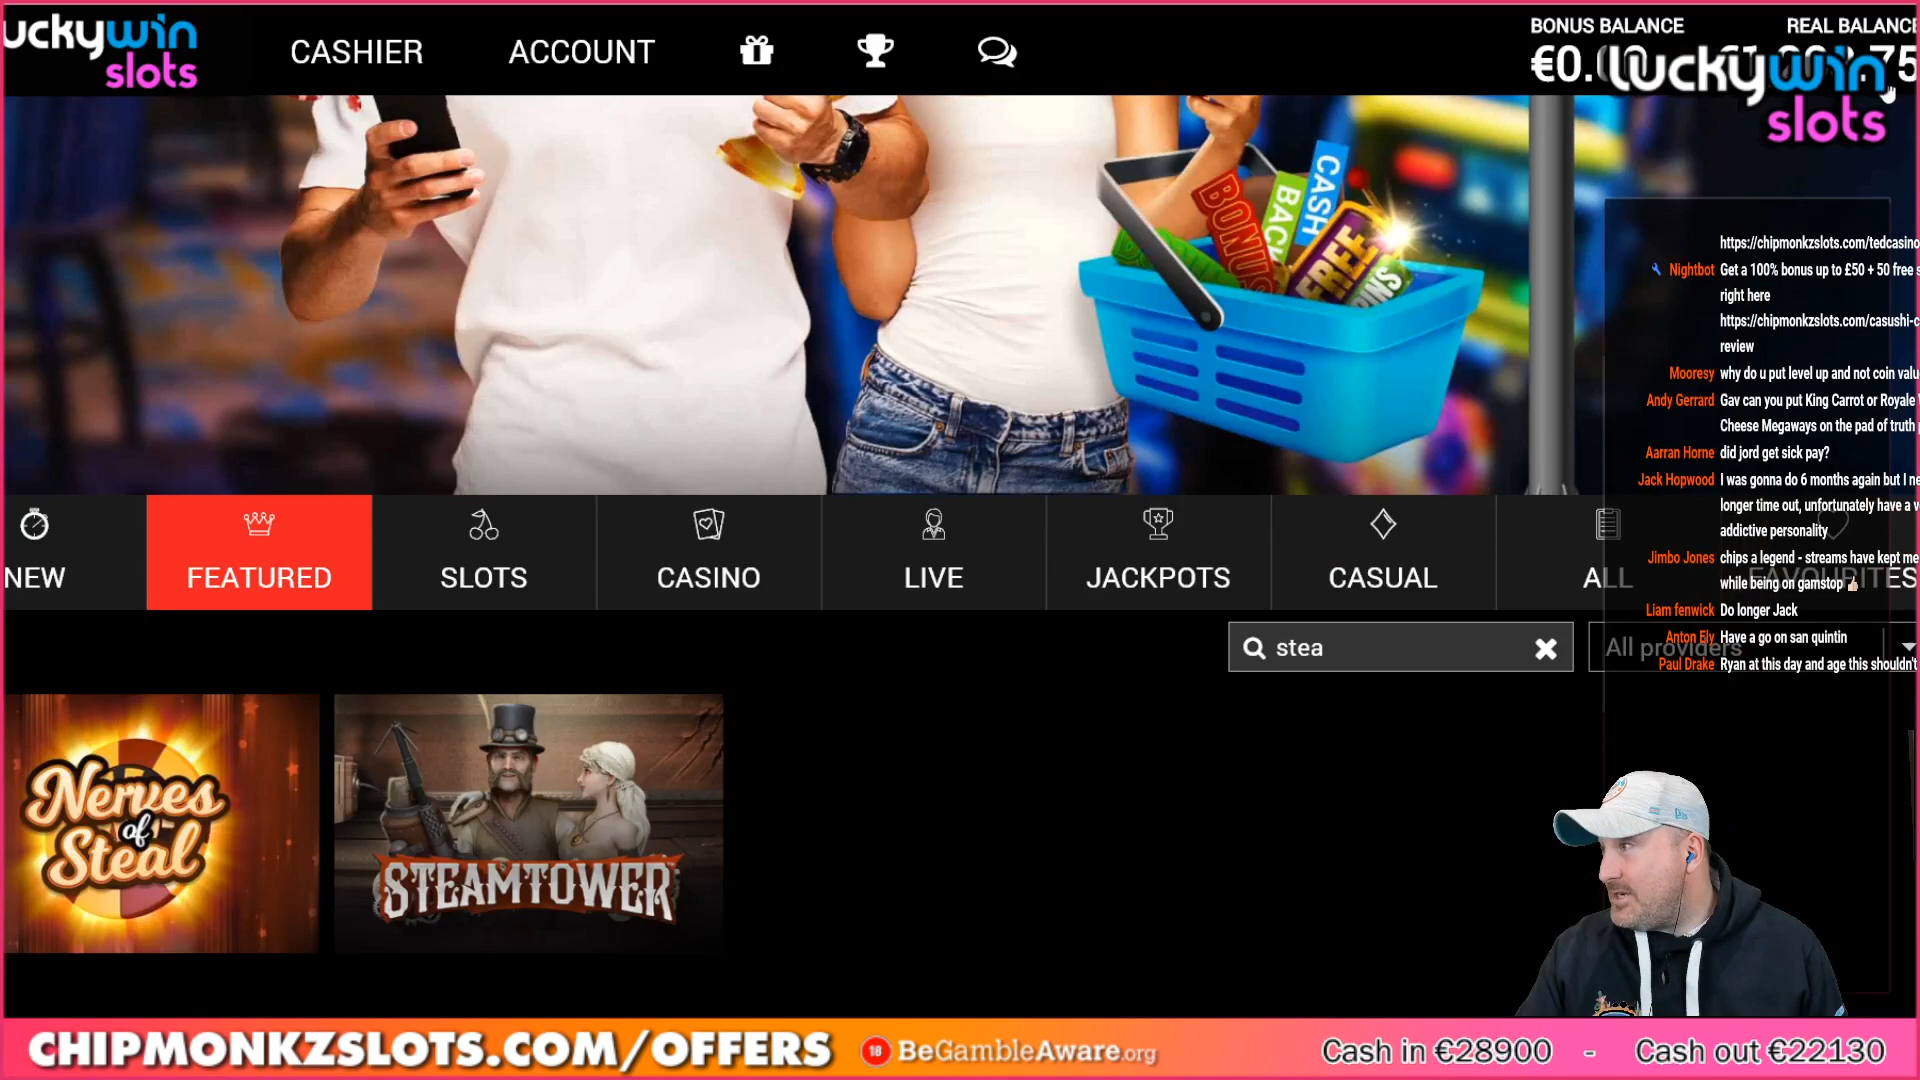 uckywin
slots
CASHIER
ACCOUNT
BONUS BALANCE
REAL BALANCE
€0.
75
luckywin
slots
BONUS
BACK
CASH
FREE
https://chipmonkzslots.com/tedcasino
Nightbot Get a 100% bonus up to £50 + 50 free s
right here
https://chipmonkzslots.com/casushi-c
review
Mooresy why do u put level up and not coin valu
Andy Gerrard Gav can you put King Carrot or Royale
Cheese Megaways on the pad of truth
Aarran Horne did jord get sick pay?
Jack Hopwood I was gonna do 6 months again but I ne
longer time out, unfortunately have a v
addictive personality
Jimbo Jones chips a legend - streams have kept me
while being on gamstop
Liam fenwick Do longer Jack
Anton Ely Have a go on san quintin
Paul Drake Ryan at this day and age this shouldn't
NEW
FEATURED
SLOTS
CASINO
LIVE
JACKPOTS
CASUAL
ALL
FAVOURITES
stea
All providers
Nerves
of
Steal
STEAMTOWER
CHIPMONKZSLOTS.COM/OFFERS
18 BeGambleAware.org
Cash in €28900 - Cash out €22130